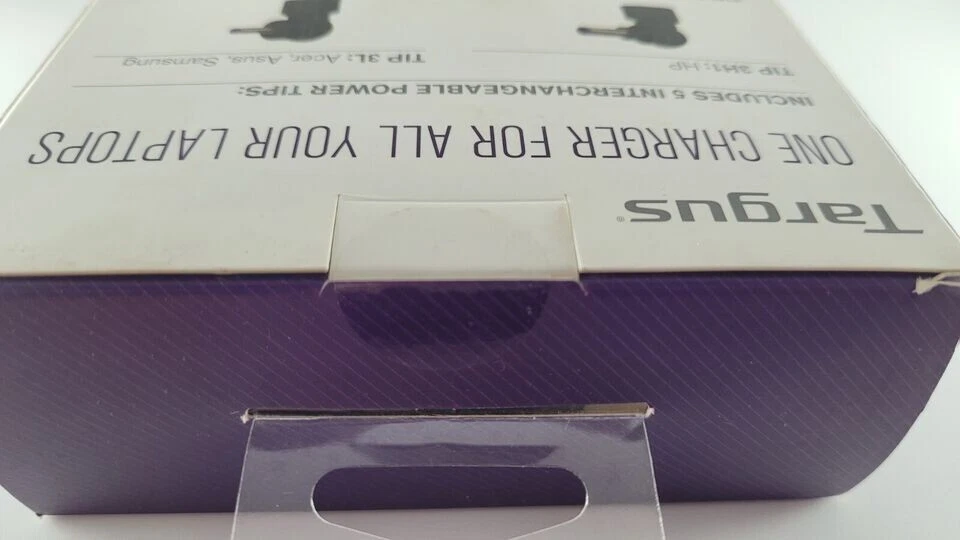 Targus®
ONE CHARGER FOR ALL YOUR LAPTOPS
INCLUDES 5 INTERCHANGEABLE POWER TIPS:
TIP 3H1: HP
TIP 3L: Acer, Asus, Samsung